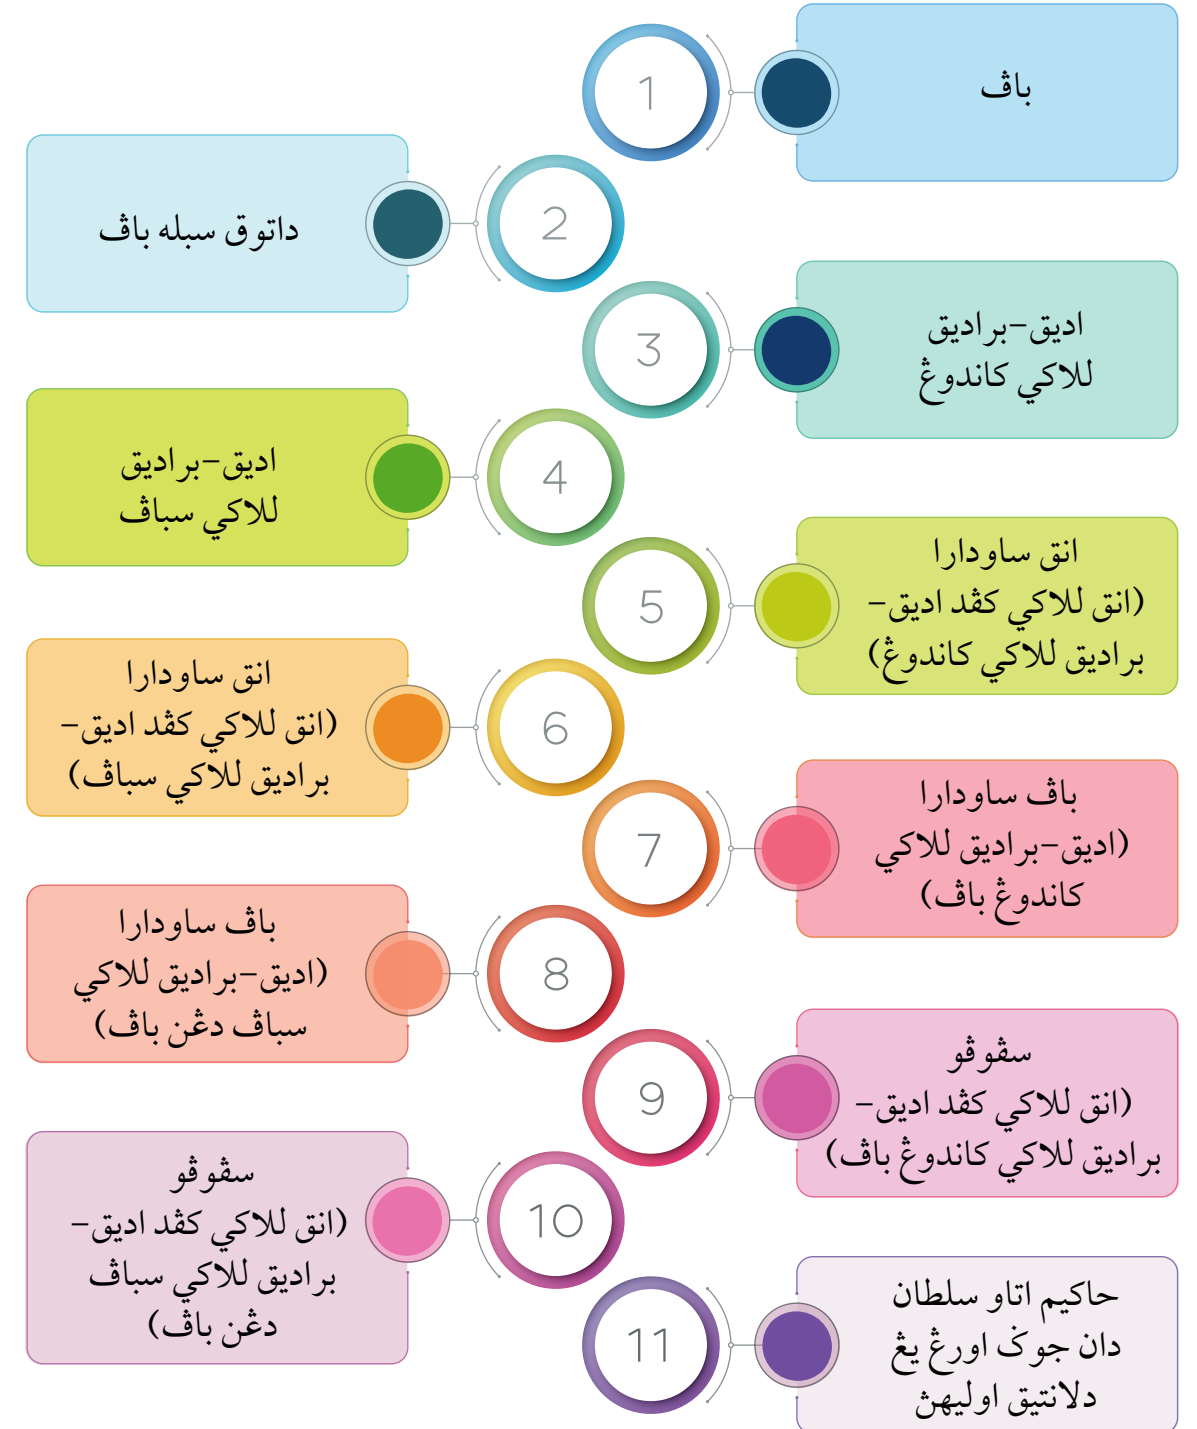 1
باڤ
2
داتوق سبله باڤ
3
اديق-براديق
للاکي کاندوڠ
4
اديق-براديق
للاکي سباڤ
5
انق ساودارا
(انق للاکي کڤد اديق-
براديق للاکي کاندوڠ)
6
انق ساودارا
(انق للاکي کڤد اديق-
براديق للاکي سباڤ)
7
باڤ ساودارا
(اديق-براديق للاکي
کاندوڠ باڤ)
8
باڤ ساودارا
(اديق-براديق للاکي
سباڤ دڠن باڤ)
9
سڤوڤو
(انق للاکي کڤد اديق-
براديق للاکي کاندوڠ باڤ)
10
سڤوڤو
(انق للاکي کڤد اديق-
براديق للاکي سباڤ
دڠن باڤ)
11
حاکيم اتاو سلطان
دان جوݢ اورڠ يڠ
دلانتيق اوليهڽ